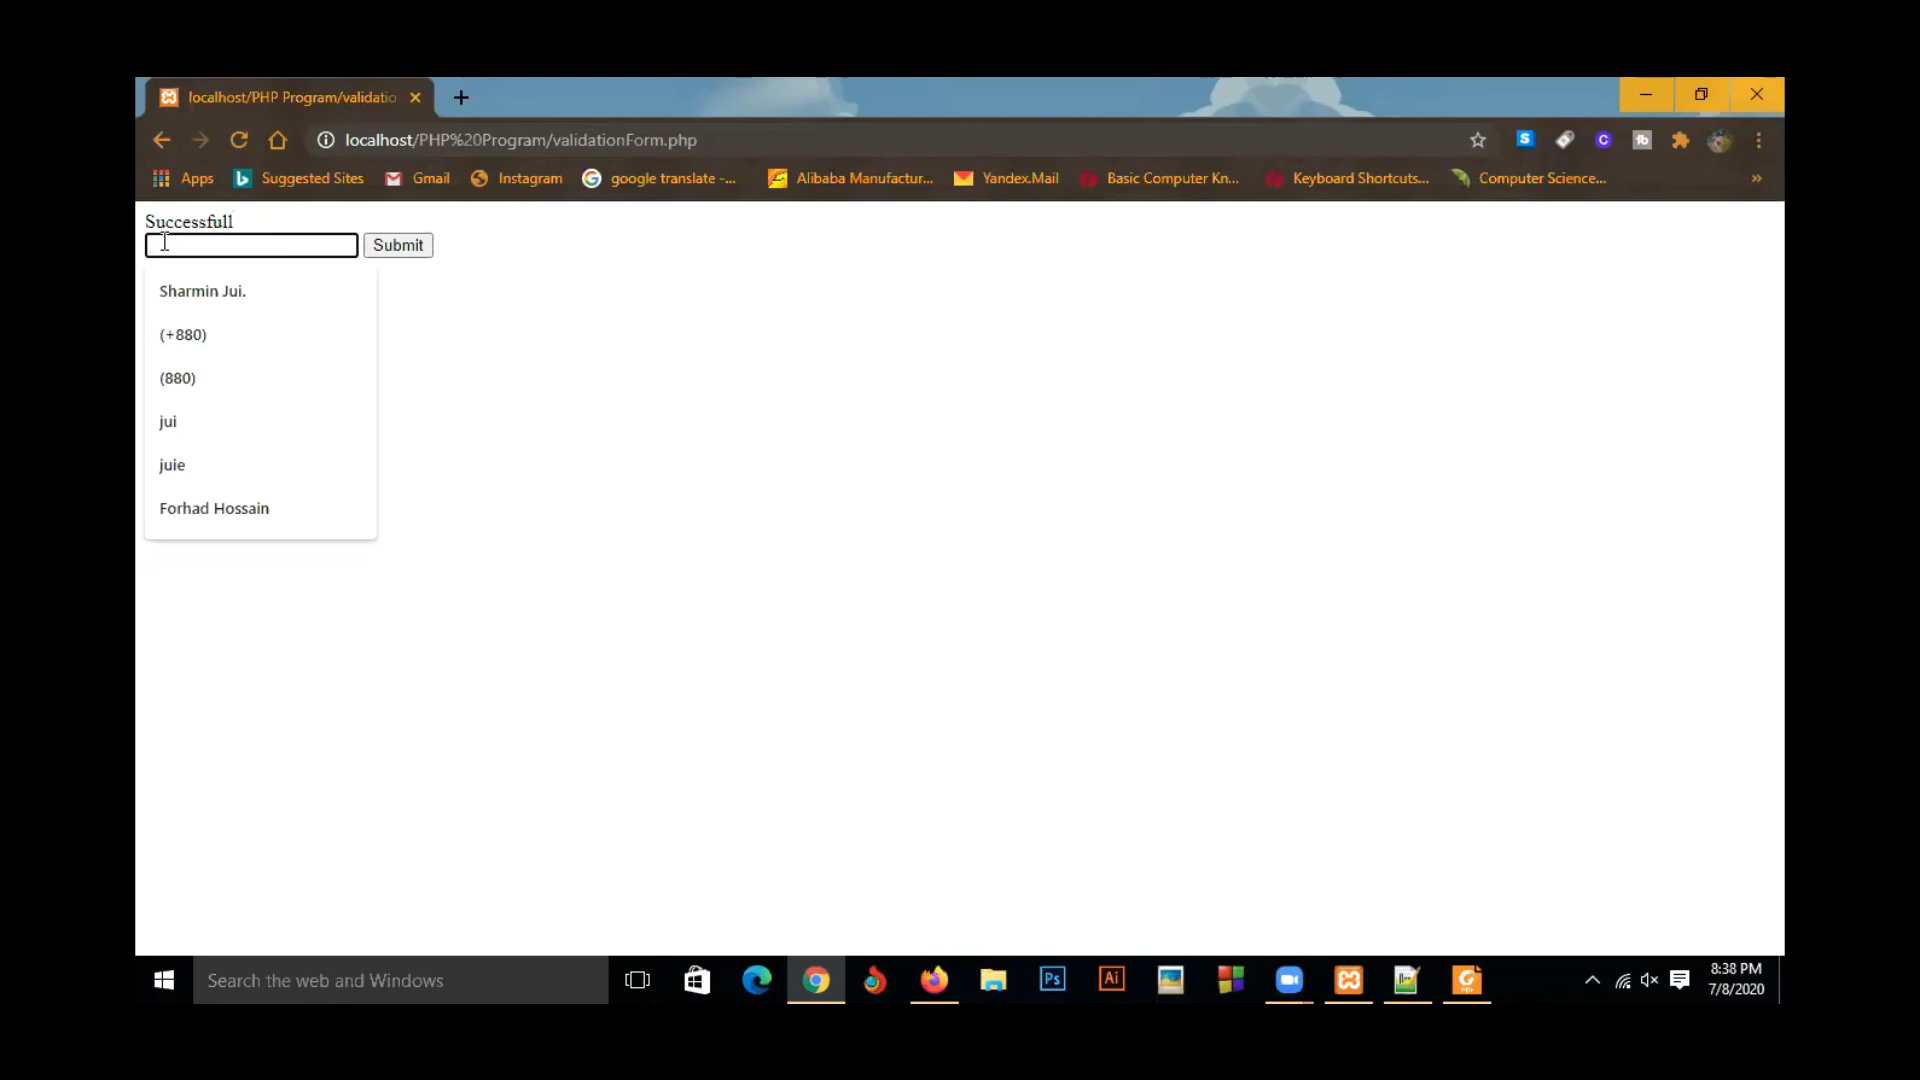 localhost/PHP Program/validatio
localhost/PHP%20Program/validationForm.php
Apps Suggested Sites Gmail Instagram google translate -... Alibaba Manufactur... Yandex.Mail Basic Computer Kn... Keyboard Shortcuts... Computer Science... »
Successfull
Submit
Sharmin Jui.
(+880)
(880)
jui
juie
Forhad Hossain
Search the web and Windows
8:38 PM
7/8/2020